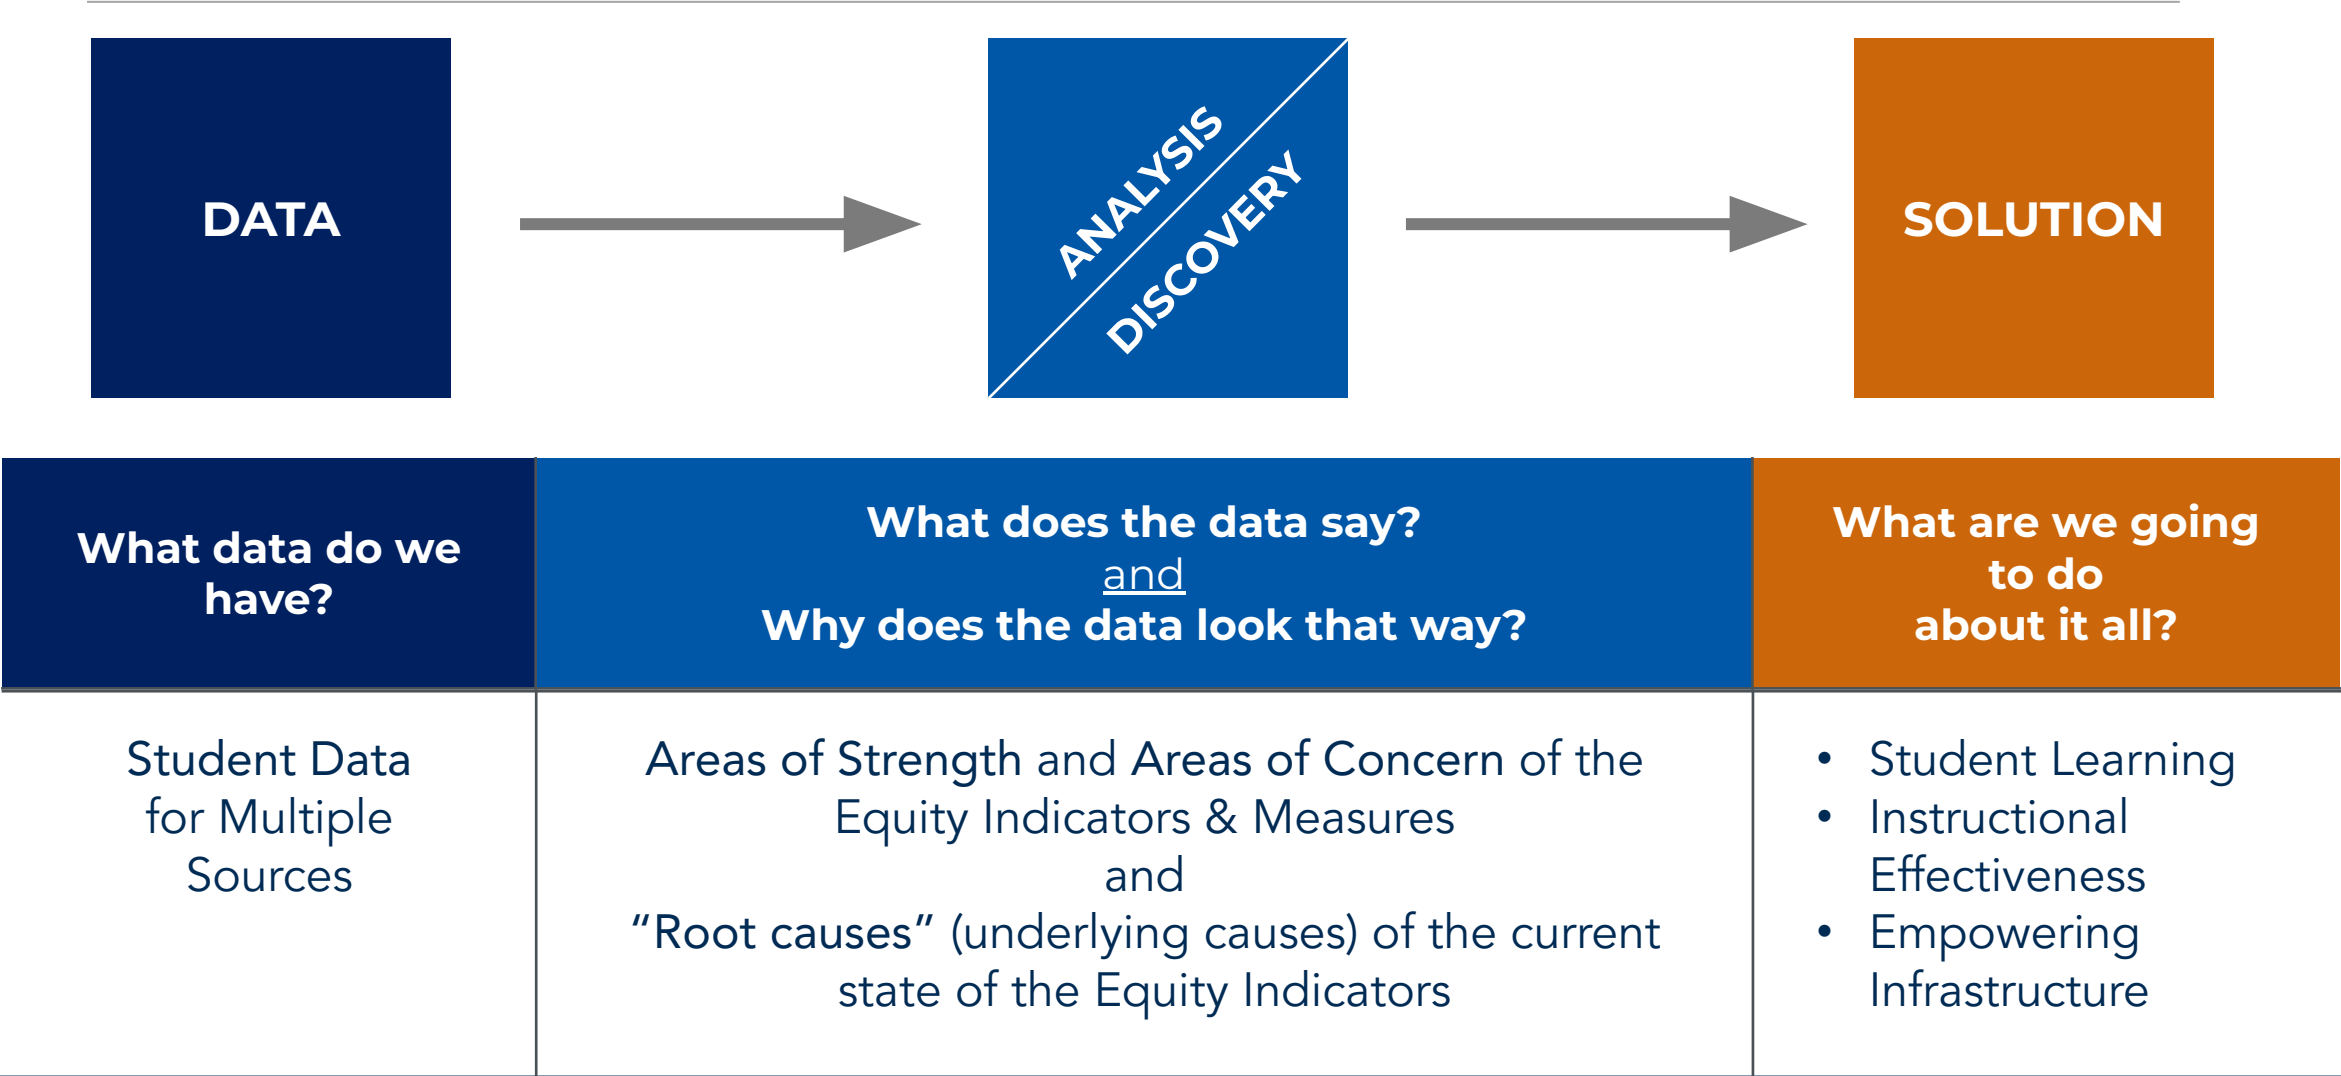 DATA
ANALYSIS
DISCOVERY
SOLUTION
What data do we
have?
What does the data say?
and
Why does the data look that way?
What are we going
to do
about it all?
Student Data
for Multiple
Sources
Areas of Strength and Areas of Concern of the
Equity Indicators & Measures
and
“Root causes” (underlying causes) of the current
state of the Equity Indicators
• Student Learning
• Instructional
Effectiveness
• Empowering
Infrastructure